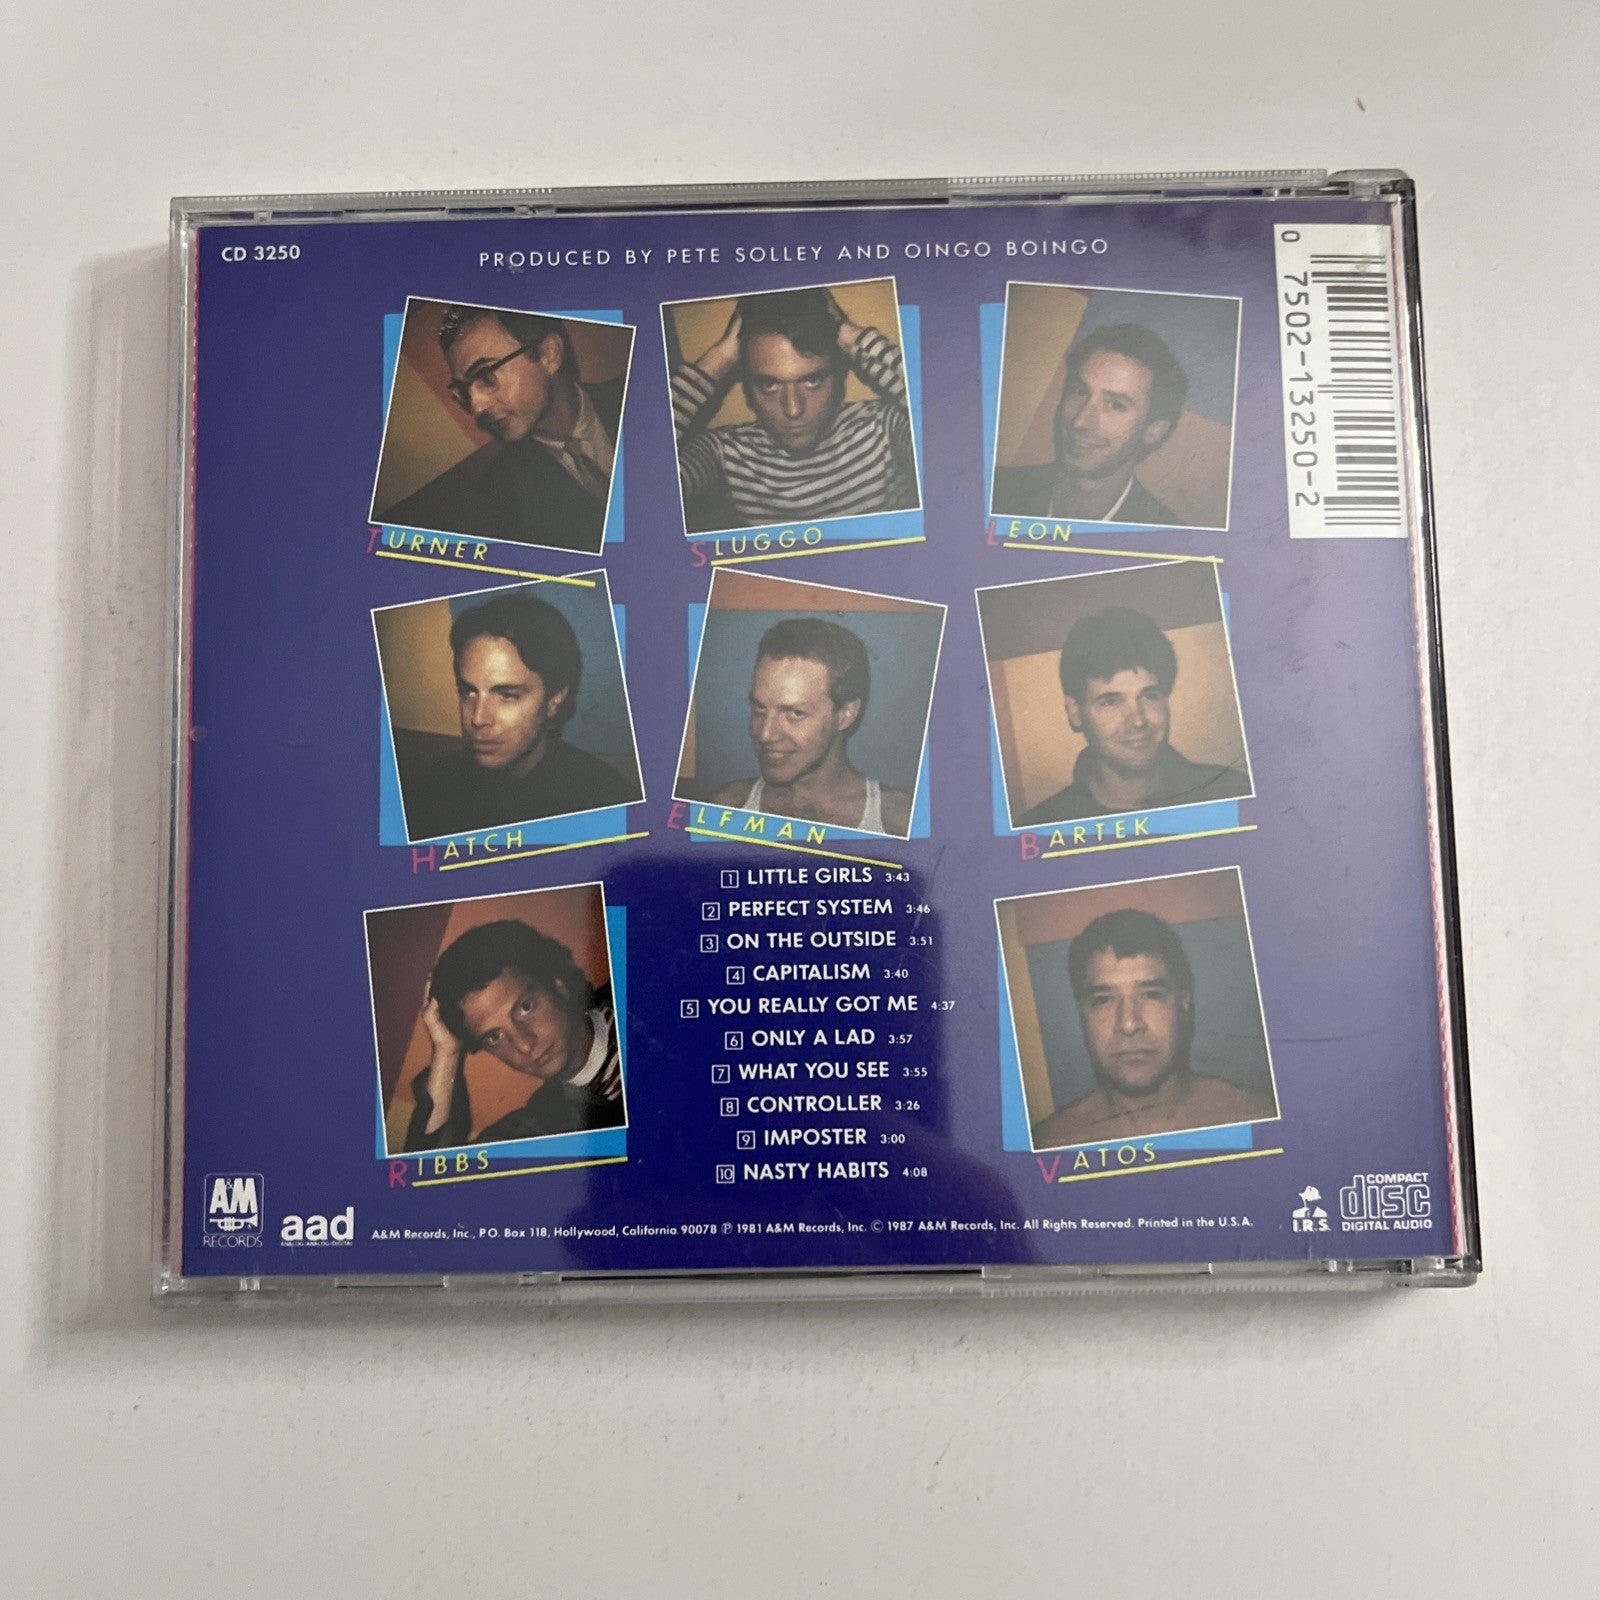 CD 3250
PRODUCED BY PETE SOLLEY AND OINGO BOINGO
0 7502-13250-2
TURNER
SLUGGO
LEON
HATCH
ELFMAN
BARTEK
RIBBS
VATOS
1 LITTLE GIRLS 3:43
2 PERFECT SYSTEM 3:46
3 ON THE OUTSIDE 3:51
4 CAPITALISM 3:40
5 YOU REALLY GOT ME 4:37
6 ONLY A LAD 3:57
7 WHAT YOU SEE 3:55
8 CONTROLLER 3:26
9 IMPOSTER 3:00
10 NASTY HABITS 4:08
A&M
RECORDS
aad
ANALOG/ANALOG/DIGITAL
A&M Records, Inc., P.O. Box 118, Hollywood, California 90078 ℗ 1981 A&M Records, Inc. © 1987 A&M Records, Inc. All Rights Reserved. Printed in the U.S.A.
I.R.S.
COMPACT
disc
DIGITAL AUDIO